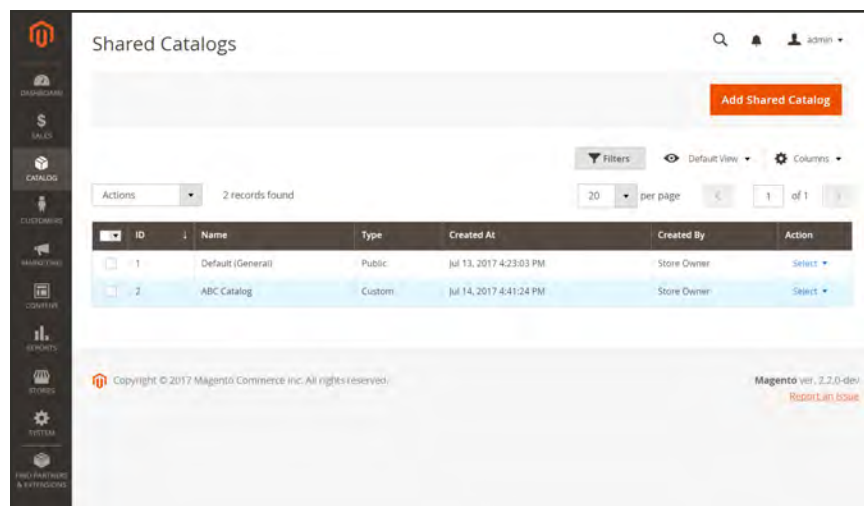 Shared Catalogs
admin
DASHBOARD
SALES
CATALOG
CUSTOMERS
MARKETING
CONTENT
REPORTS
STORES
SYSTEM
FIND PARTNERS
& EXTENSIONS
Add Shared Catalog
Filters Default View Columns
Actions 2 records found 20 per page 1 of 1
ID Name Type Created At Created By Action
1 Default (General) Public Jul 13, 2017 4:23:03 PM Store Owner Select
2 ABC Catalog Custom Jul 14, 2017 4:41:24 PM Store Owner Select
Copyright © 2017 Magento Commerce Inc. All rights reserved. Magento ver. 2.2.0-dev
Report an Issue